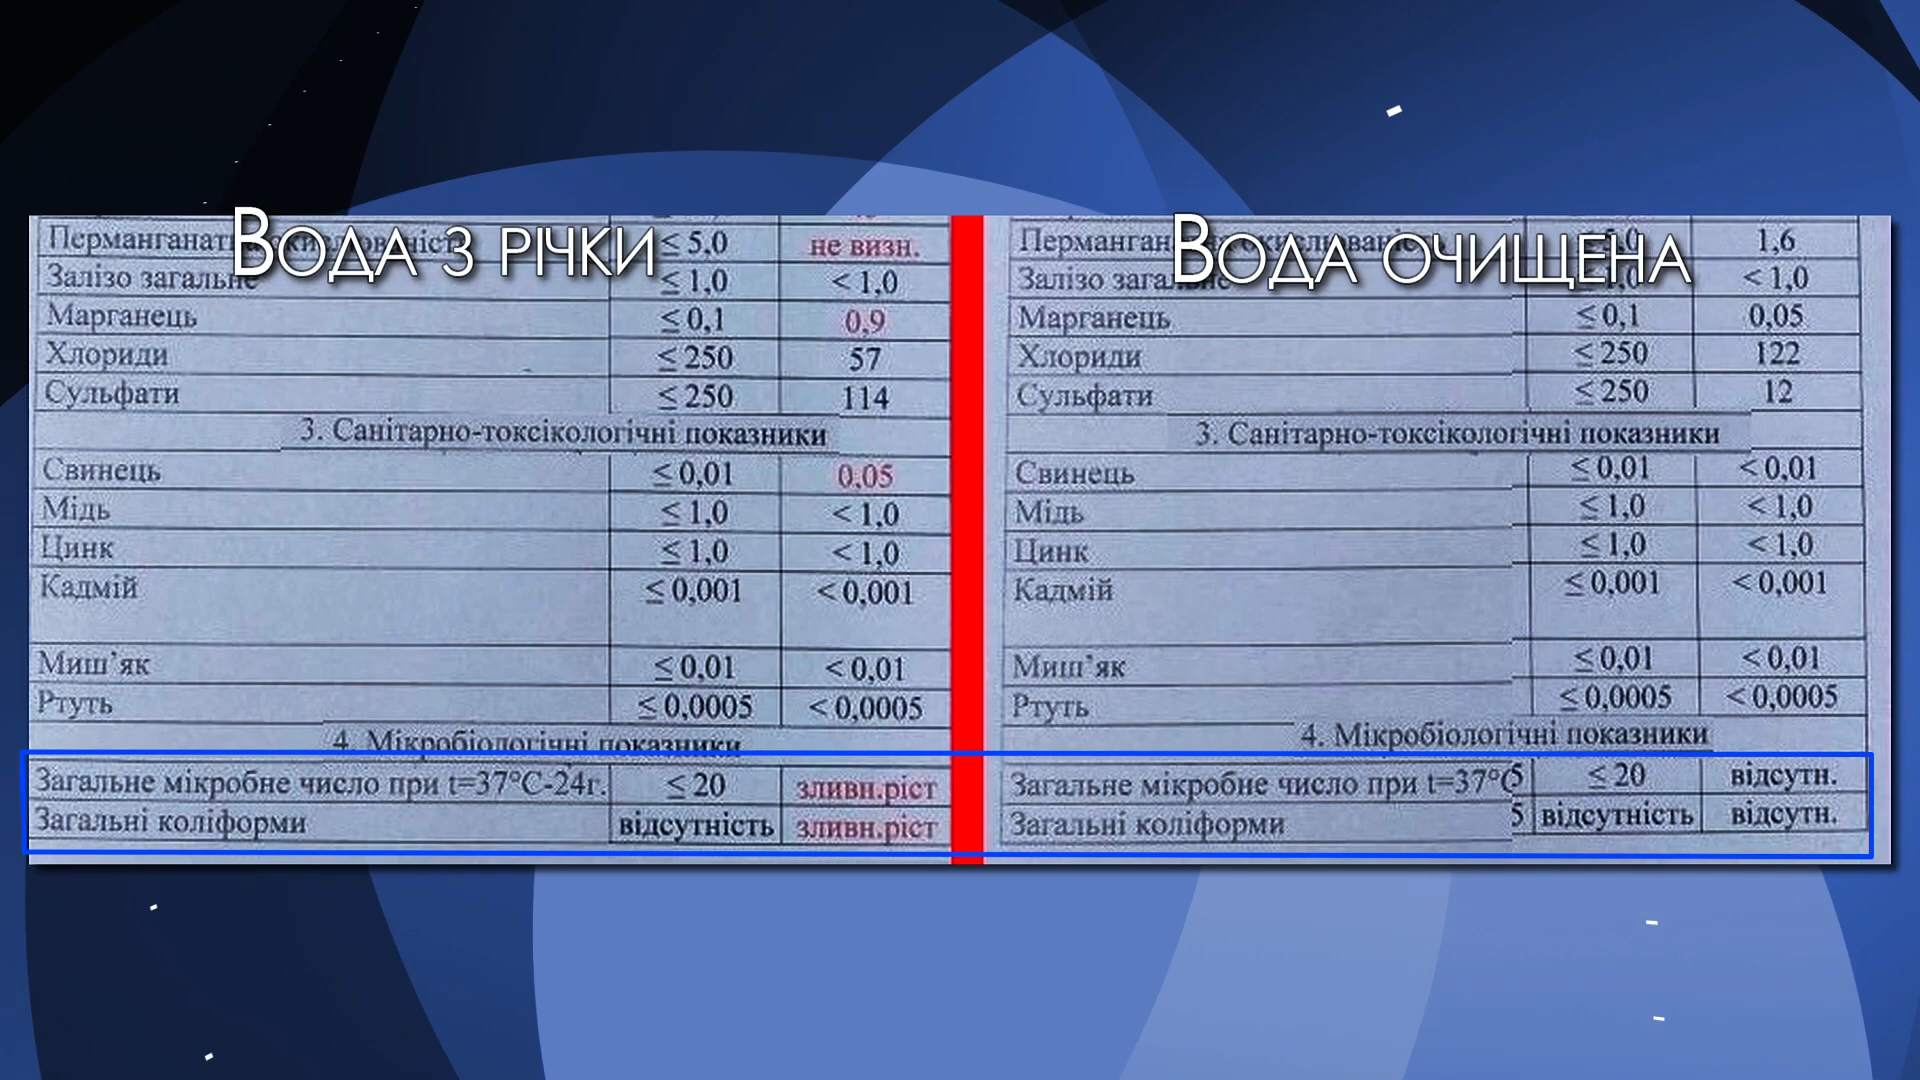 Вода з річки
≤ 5,0 не визн.
Залізо загальне ≤ 1,0 < 1,0
Марганець ≤ 0,1 0,9
Хлориди ≤ 250 57
Сульфати ≤ 250 114
3. Санітарно-токсікологічні показники
Свинець ≤ 0,01 0,05
Мідь ≤ 1,0 < 1,0
Цинк ≤ 1,0 < 1,0
Кадмій ≤ 0,001 < 0,001
Миш’як ≤ 0,01 < 0,01
Ртуть ≤ 0,0005 < 0,0005
4. Мікробіологічні показники
Загальне мікробне число при t=37°C-24г. ≤ 20 зливн.ріст
Загальні коліформи відсутність зливн.ріст
Вода очищена
1,6
Залізо загальне < 1,0
Марганець ≤ 0,1 0,05
Хлориди ≤ 250 122
Сульфати ≤ 250 12
3. Санітарно-токсікологічні показники
Свинець ≤ 0,01 < 0,01
Мідь ≤ 1,0 < 1,0
Цинк ≤ 1,0 < 1,0
Кадмій ≤ 0,001 < 0,001
Миш’як ≤ 0,01 < 0,01
Ртуть ≤ 0,0005 < 0,0005
4. Мікробіологічні показники
Загальне мікробне число при t=37°C 5 ≤ 20 відсутн.
Загальні коліформи 5 відсутність відсутн.